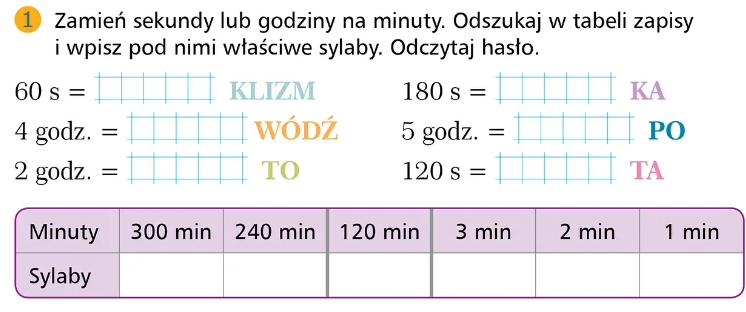 1 Zamień sekundy lub godziny na minuty. Odszukaj w tabeli zapisy
i wpisz pod nimi właściwe sylaby. Odczytaj hasło.
60 s = KLIZM 180 s = KA
4 godz. = WÓDŹ 5 godz. = PO
2 godz. = TO 120 s = TA
Minuty 300 min 240 min 120 min 3 min 2 min 1 min
Sylaby